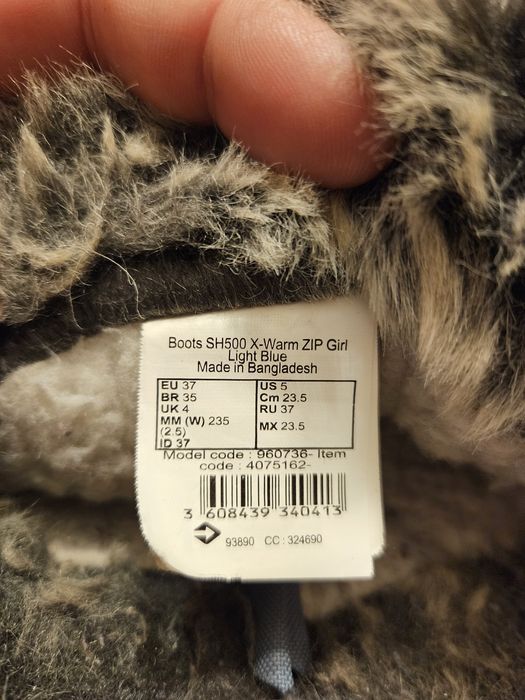 Boots SH500 X-Warm ZIP Girl
Light Blue
Made in Bangladesh
EU 37
BR 35
UK 4
MM (W) 235
(2.5)
ID 37
US 5
Cm 23.5
RU 37
MX 23.5
Model code : 960736- Item
code : 4075162-
3 608439 340413
93890 CC : 324690